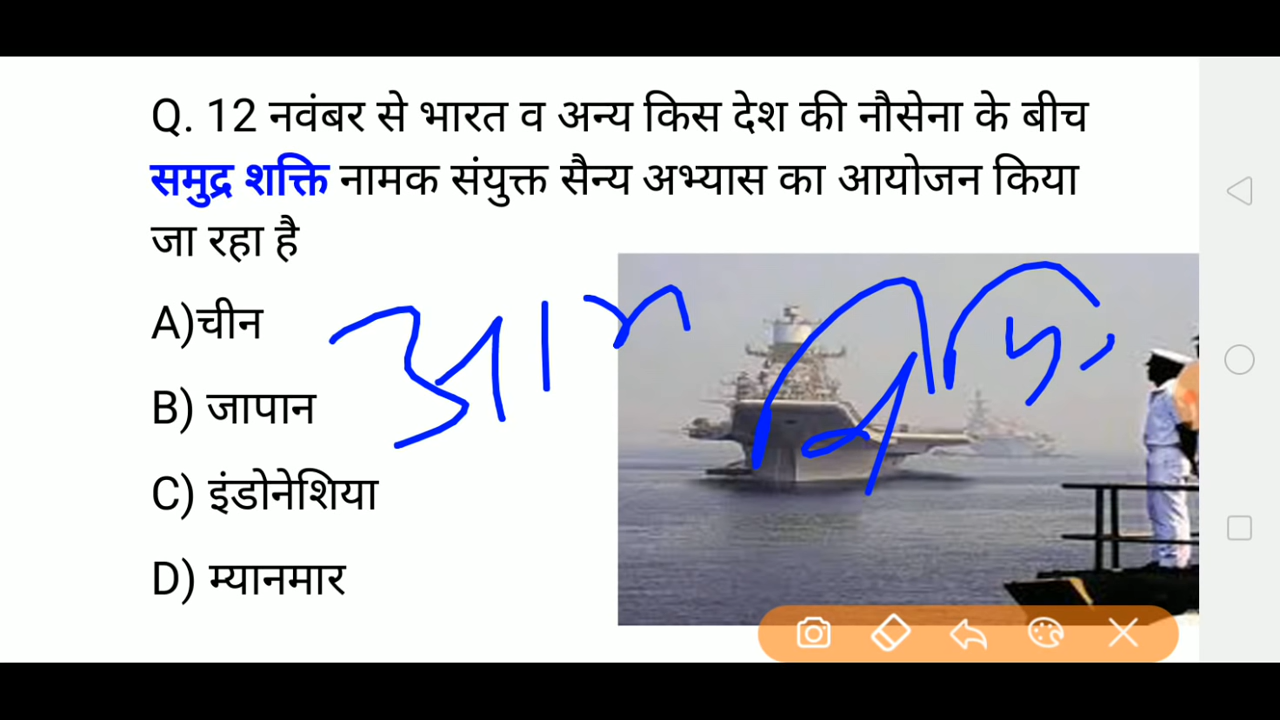 Q. 12 नवंबर से भारत व अन्य किस देश की नौसेना के बीच
समुद्र शक्ति नामक संयुक्त सैन्य अभ्यास का आयोजन किया
जा रहा है
A)चीन
B) जापान
C) इंडोनेशिया
D) म्यानमार